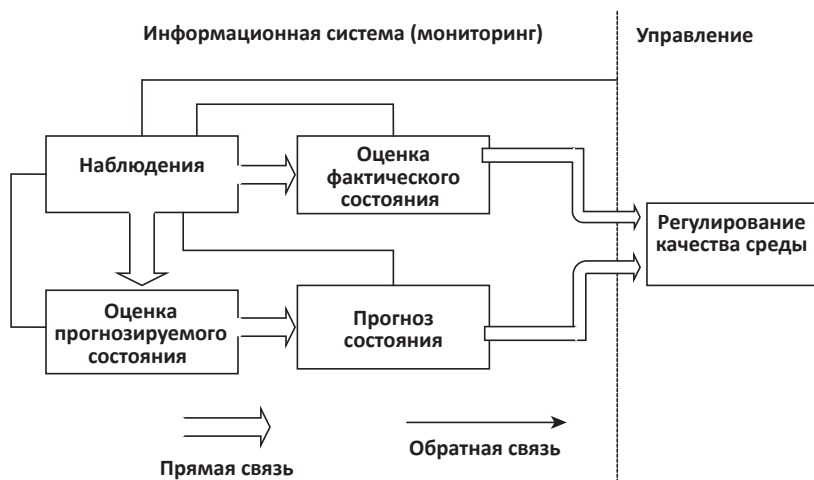 Информационная система (мониторинг)
Управление
Наблюдения
Оценка
фактического
состояния
Регулирование
качества среды
Оценка
прогнозируемого
состояния
Прогноз
состояния
Прямая связь
Обратная связь